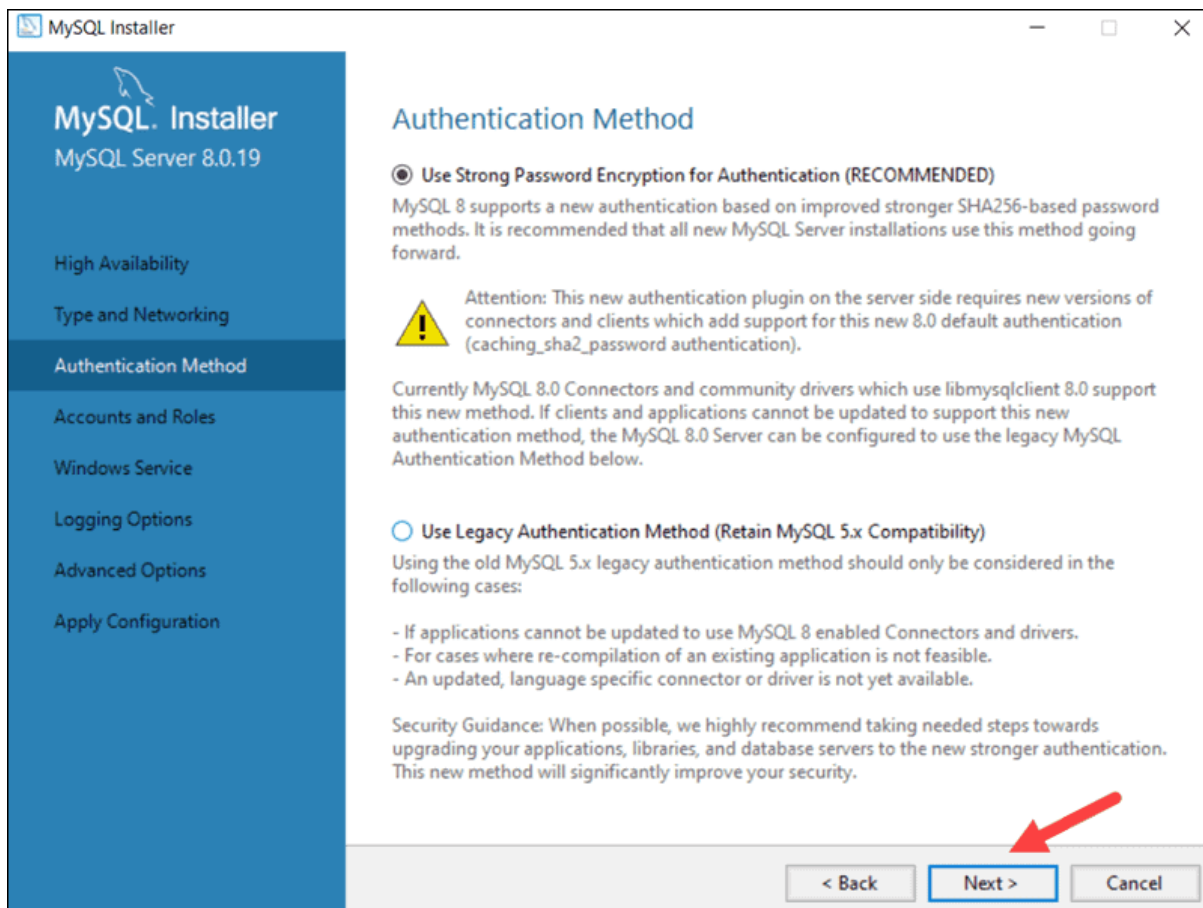 MySQL Installer
MySQL. Installer
MySQL Server 8.0.19
High Availability
Type and Networking
Authentication Method
Accounts and Roles
Windows Service
Logging Options
Advanced Options
Apply Configuration
Authentication Method
Use Strong Password Encryption for Authentication (RECOMMENDED)
MySQL 8 supports a new authentication based on improved stronger SHA256-based password
methods. It is recommended that all new MySQL Server installations use this method going
forward.
Attention: This new authentication plugin on the server side requires new versions of
connectors and clients which add support for this new 8.0 default authentication
(caching_sha2_password authentication).
Currently MySQL 8.0 Connectors and community drivers which use libmysqlclient 8.0 support
this new method. If clients and applications cannot be updated to support this new
authentication method, the MySQL 8.0 Server can be configured to use the legacy MySQL
Authentication Method below.
Use Legacy Authentication Method (Retain MySQL 5.x Compatibility)
Using the old MySQL 5.x legacy authentication method should only be considered in the
following cases:
- If applications cannot be updated to use MySQL 8 enabled Connectors and drivers.
- For cases where re-compilation of an existing application is not feasible.
- An updated, language specific connector or driver is not yet available.
Security Guidance: When possible, we highly recommend taking needed steps towards
upgrading your applications, libraries, and database servers to the new stronger authentication.
This new method will significantly improve your security.
< Back
Next >
Cancel